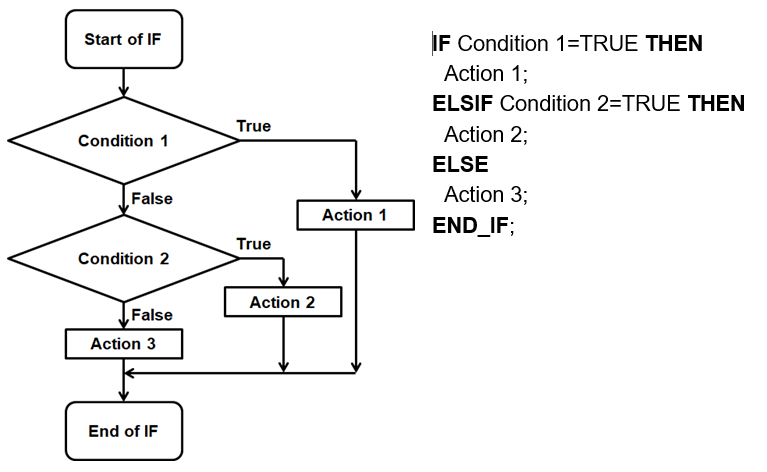 Start of IF
Condition 1
True
False
Action 1
Condition 2
True
False
Action 2
Action 3
End of IF
IF Condition 1=TRUE THEN
Action 1;
ELSIF Condition 2=TRUE THEN
Action 2;
ELSE
Action 3;
END_IF;